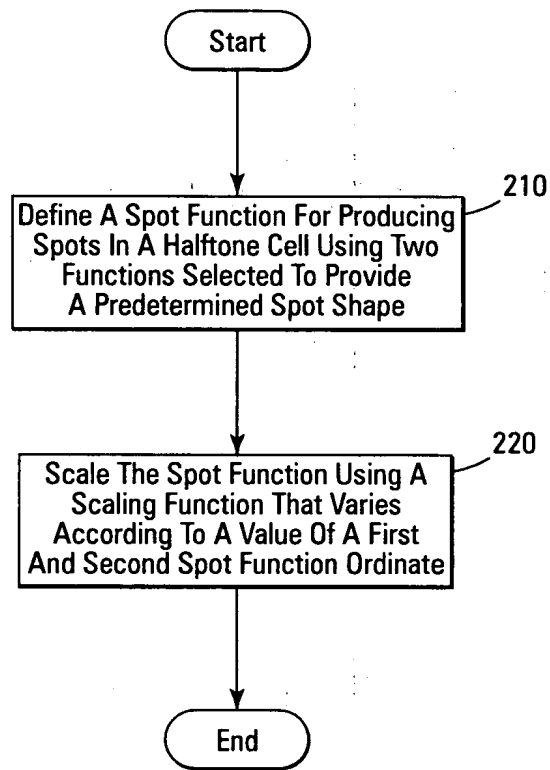 Start
210
Define A Spot Function For Producing
Spots In A Halftone Cell Using Two
Functions Selected To Provide
A Predetermined Spot Shape
220
Scale The Spot Function Using A
Scaling Function That Varies
According To A Value Of A First
And Second Spot Function Ordinate
End